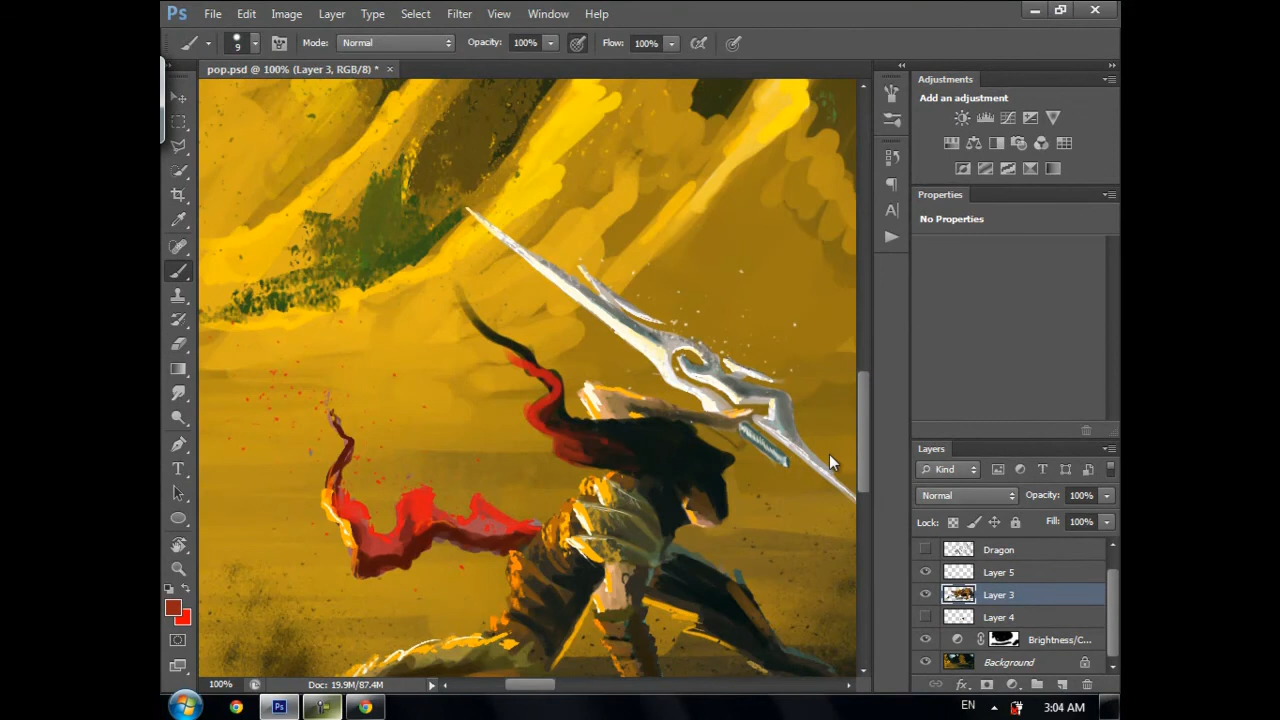 Ps File Edit Image Layer Type Select Filter View Window Help
9 Mode: Normal Opacity: 100% Flow: 100%
pop.psd @ 100% (Layer 3, RGB/8) *
Adjustments
Add an adjustment
Properties
No Properties
Layers
Kind
Normal Opacity: 100%
Lock: Fill: 100%
Dragon
Layer 5
Layer 3
Layer 4
Brightness/C...
Background
100% Doc: 19.9M/87.4M
Ps EN 3:04 AM